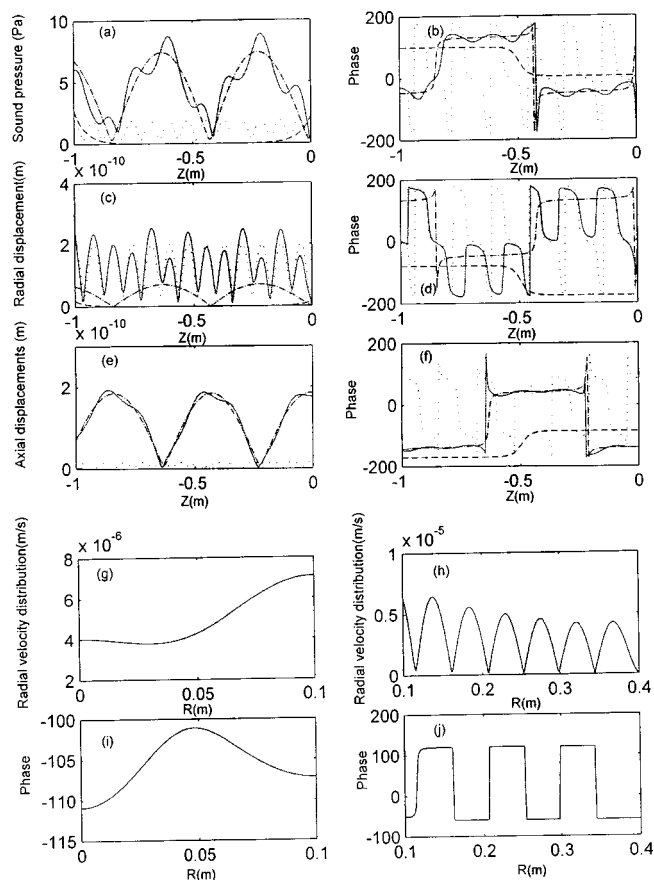 Sound pressure (Pa)
10
5
0
(a)
-1
-0.5
0
Z(m)
Phase
200
0
-200
(b)
-1
-0.5
0
Z(m)
x 10⁻¹⁰
Radial displacement(m)
4
2
0
(c)
-1
-0.5
0
Z(m)
Phase
200
0
-200
(d)
-1
-0.5
0
Z(m)
x 10⁻¹⁰
Axial displacements (m)
2
0
(e)
-1
-0.5
0
Z(m)
Phase
200
0
-200
(f)
-1
-0.5
0
Z(m)
x 10⁻⁶
Radial velocity distribution(m/s)
8
6
4
2
(g)
0
0.05
0.1
R(m)
x 10⁻⁵
Radial velocity distribution(m/s)
1
0.5
0
(h)
0.1
0.2
0.3
0.4
R(m)
Phase
-100
-105
-110
-115
(i)
0
0.05
0.1
R(m)
Phase
200
100
0
-100
(j)
0.1
0.2
0.3
0.4
R(m)